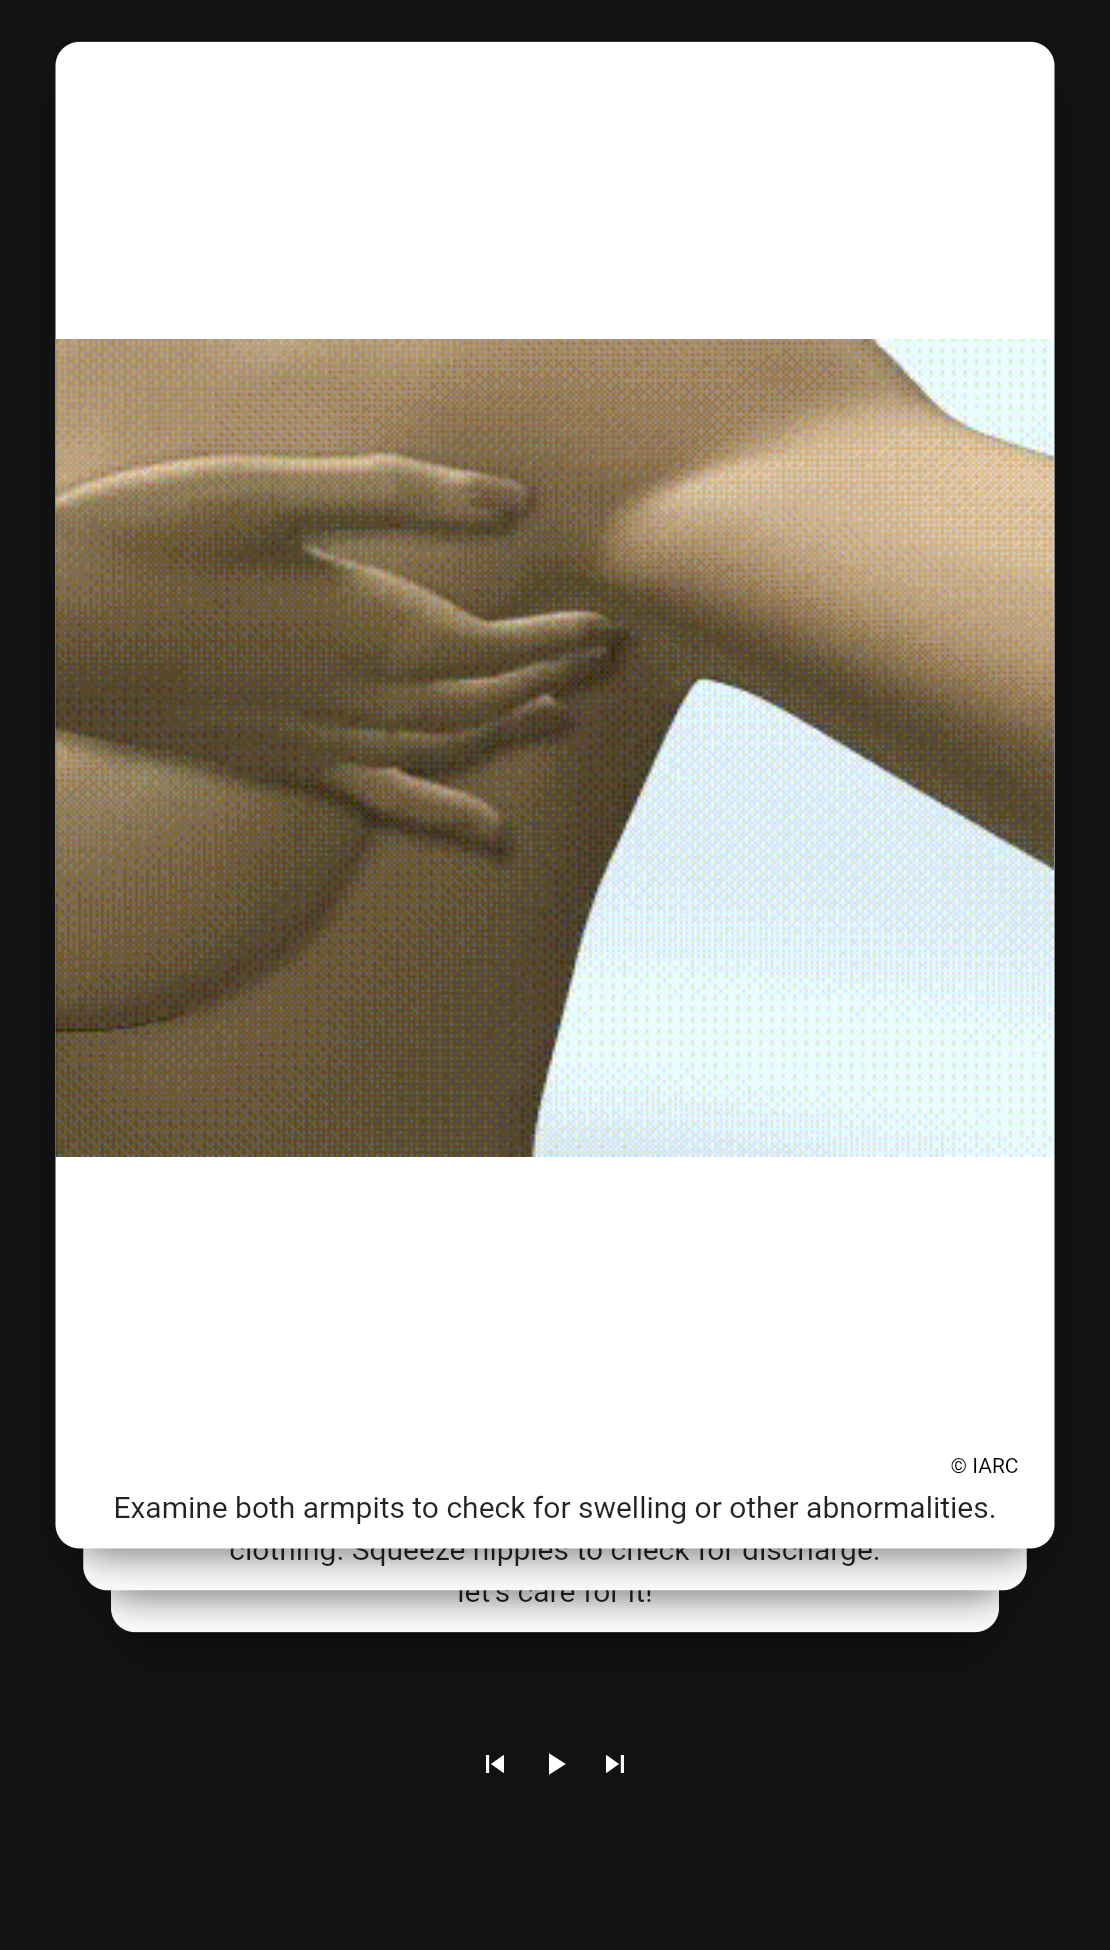 © IARC
Examine both armpits to check for swelling or other abnormalities.
clothing. Squeeze nipples to check for discharge.
let's care for it!